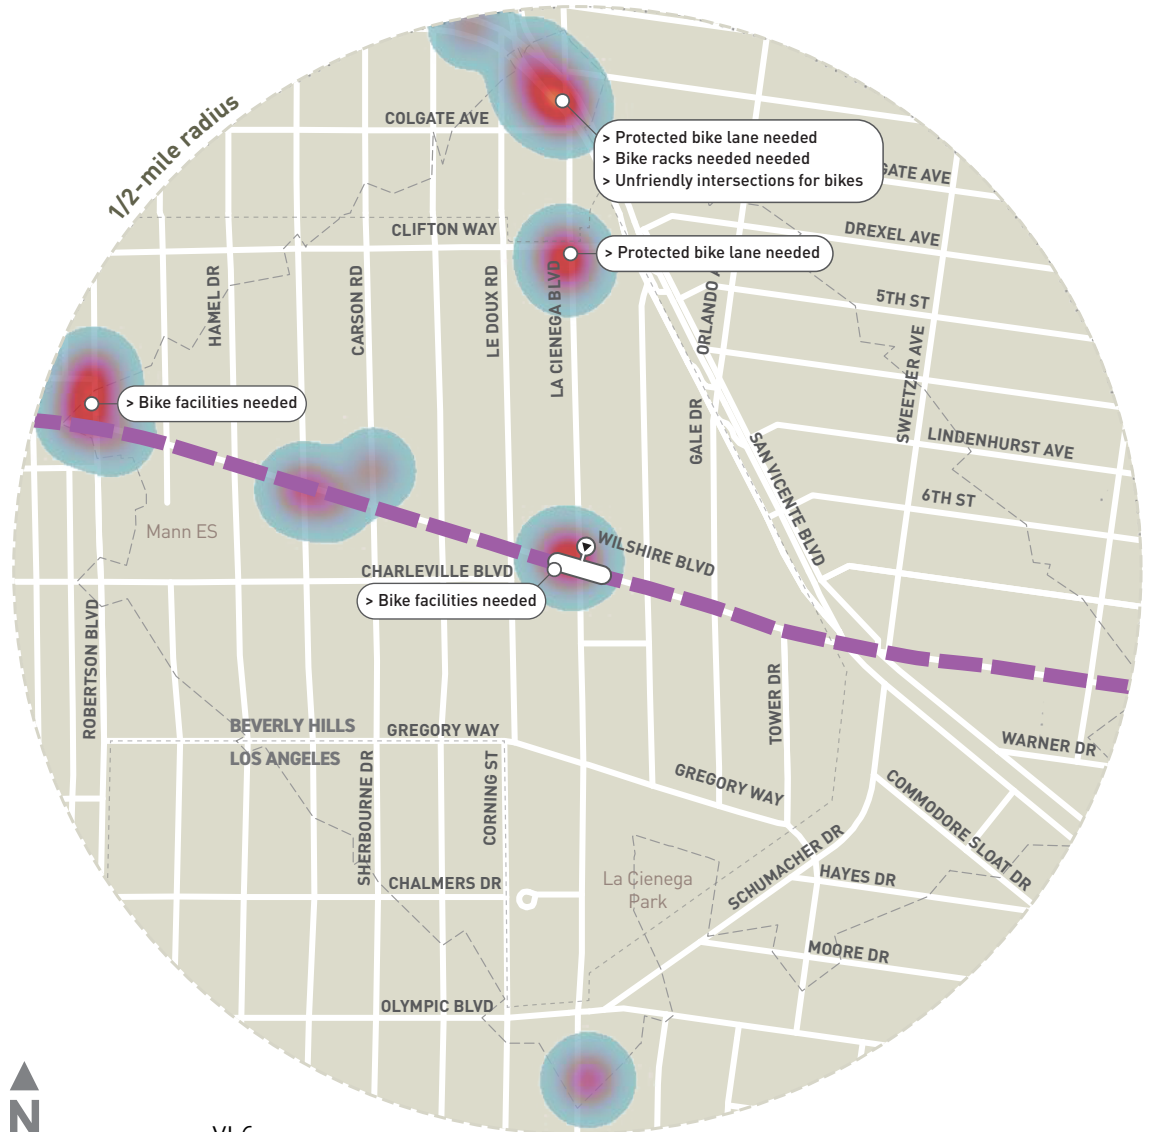 1/2-mile radius
COLGATE AVE
> Protected bike lane needed
> Bike racks needed needed
> Unfriendly intersections for bikes
GATE AVE
CLIFTON WAY
DREXEL AVE
> Protected bike lane needed
HAMEL DR
CARSON RD
LE DOUX RD
LA CIENEGA BLVD
ORLANDO A
5TH ST
SWEETZER AVE
> Bike facilities needed
GALE DR
SAN VICENTE BLVD
LINDENHURST AVE
6TH ST
Mann ES
WILSHIRE BLVD
CHARLEVILLE BLVD
> Bike facilities needed
ROBERTSON BLVD
TOWER DR
BEVERLY HILLS
GREGORY WAY
LOS ANGELES
WARNER DR
SHERBOURNE DR
CORNING ST
GREGORY WAY
COMMODORE SLOAT DR
SCHUMACHER DR
CHALMERS DR
La Cienega
Park
HAYES DR
MOORE DR
OLYMPIC BLVD
N